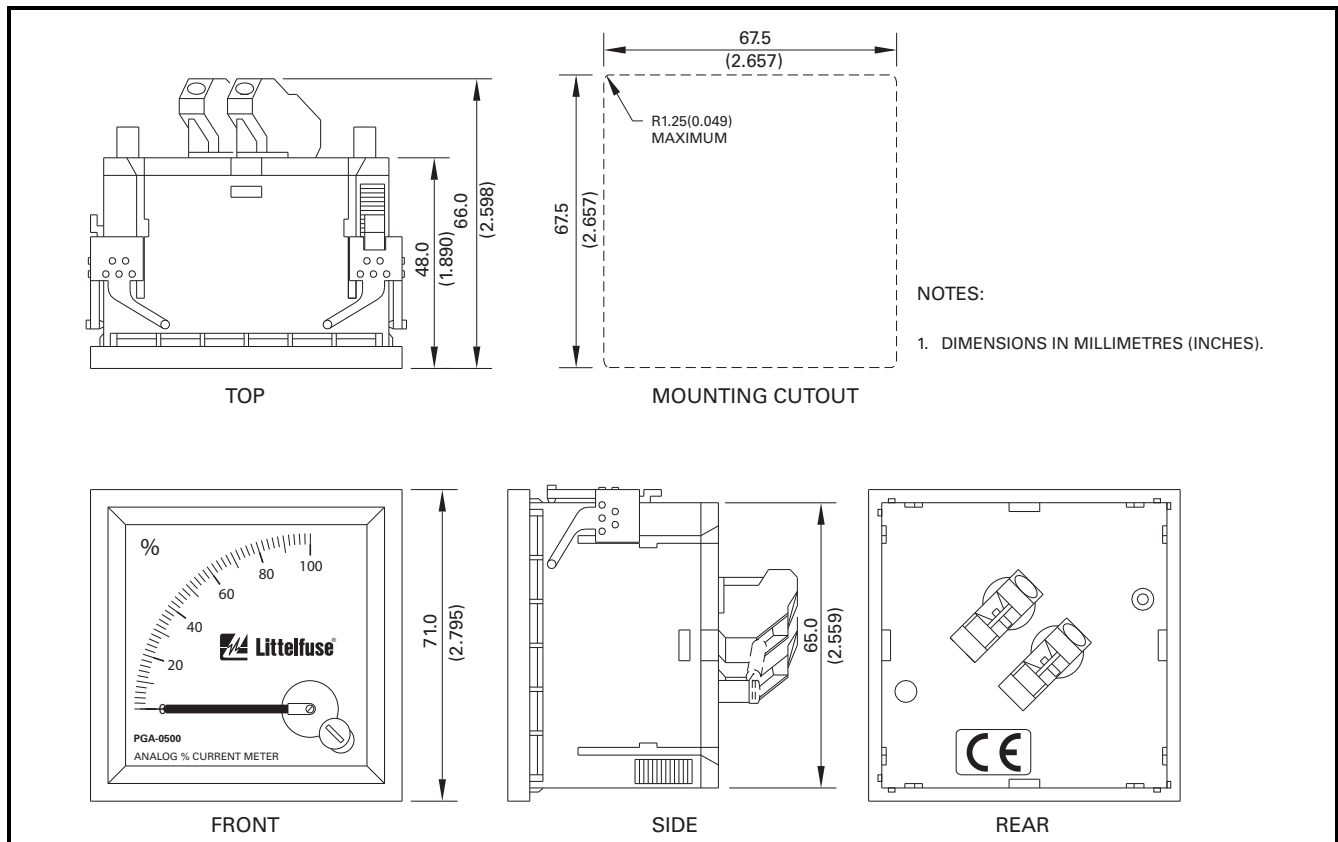 67.5
(2.657)
R1.25(0.049)
MAXIMUM
48.0
(1.890)
66.0
(2.598)
67.5
(2.657)
NOTES:
1. DIMENSIONS IN MILLIMETRES (INCHES).
TOP
MOUNTING CUTOUT
%
20
40
60
80
100
Littelfuse®
PGA-0500
ANALOG % CURRENT METER
71.0
(2.795)
65.0
(2.559)
CE
FRONT
SIDE
REAR